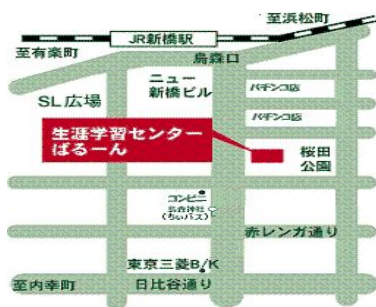 至浜松町
JR新橋駅
至有楽町
烏森口
ニュー
新橋ビル
パチンコ店
SL広場
パチンコ店
生涯学習センター
ばるーん
桜田
公園
コンビニ
烏森神社
(ちぃバス)
赤レンガ通り
東京三菱B/K
至内幸町
日比谷通り